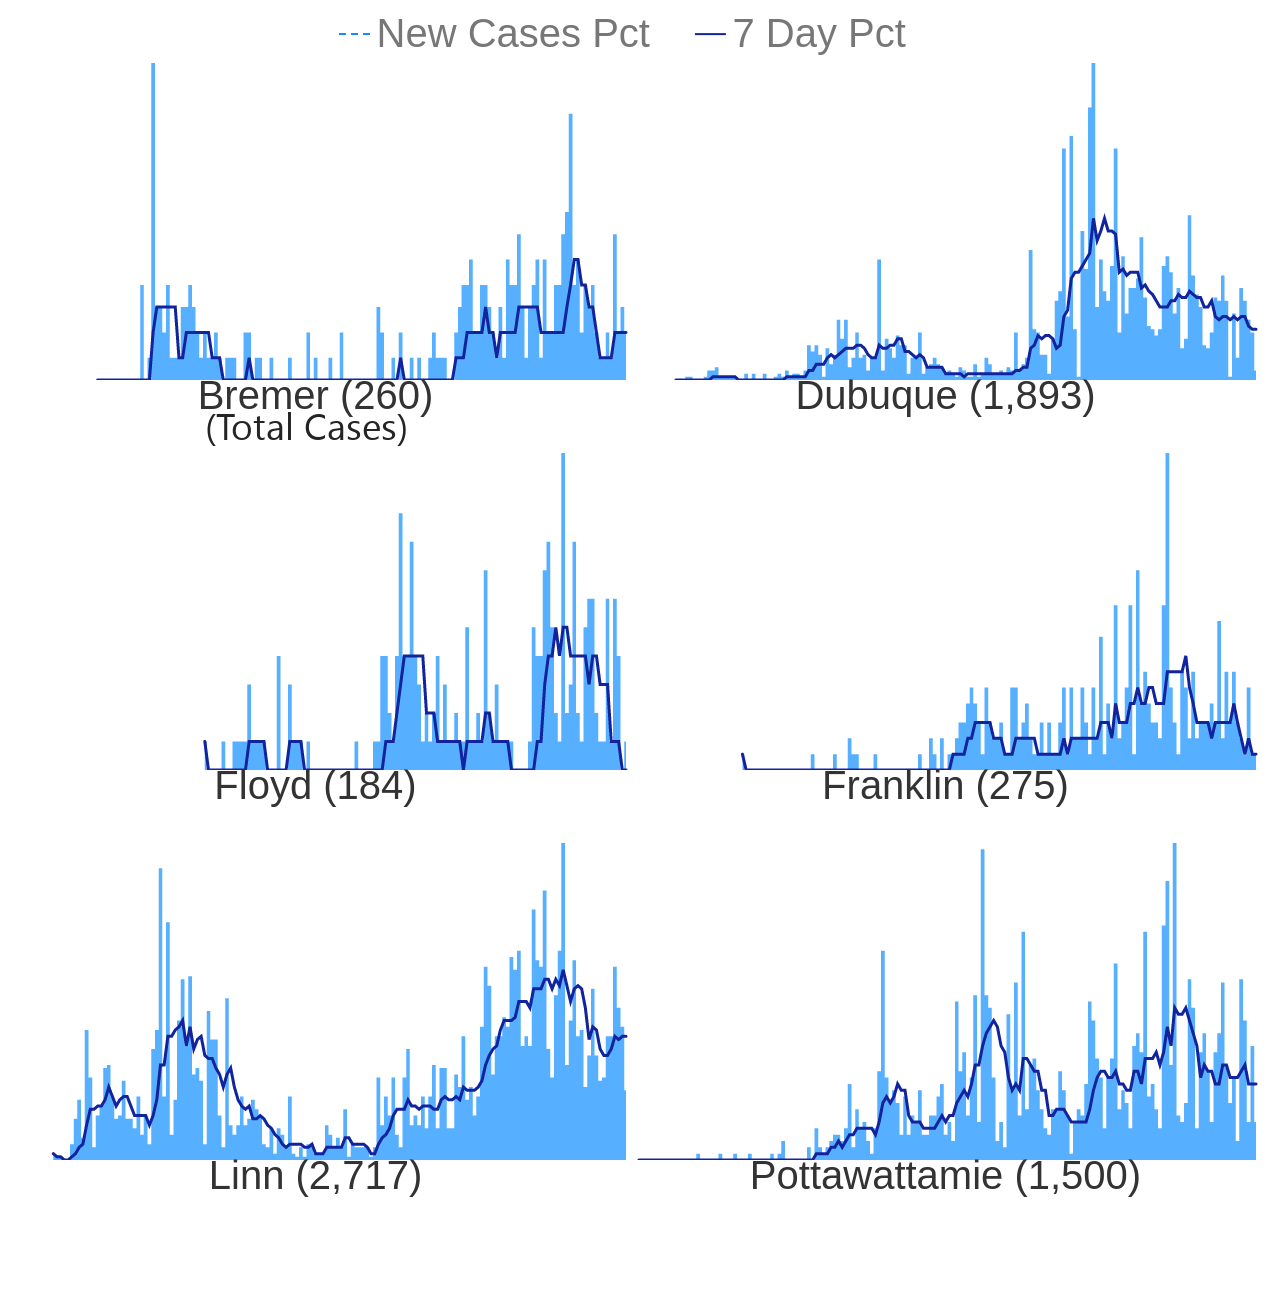 New Cases Pct 7 Day Pct
Bremer (260) Dubuque (1,893)
(Total Cases)
Floyd (184) Franklin (275)
Linn (2,717) Pottawattamie (1,500)